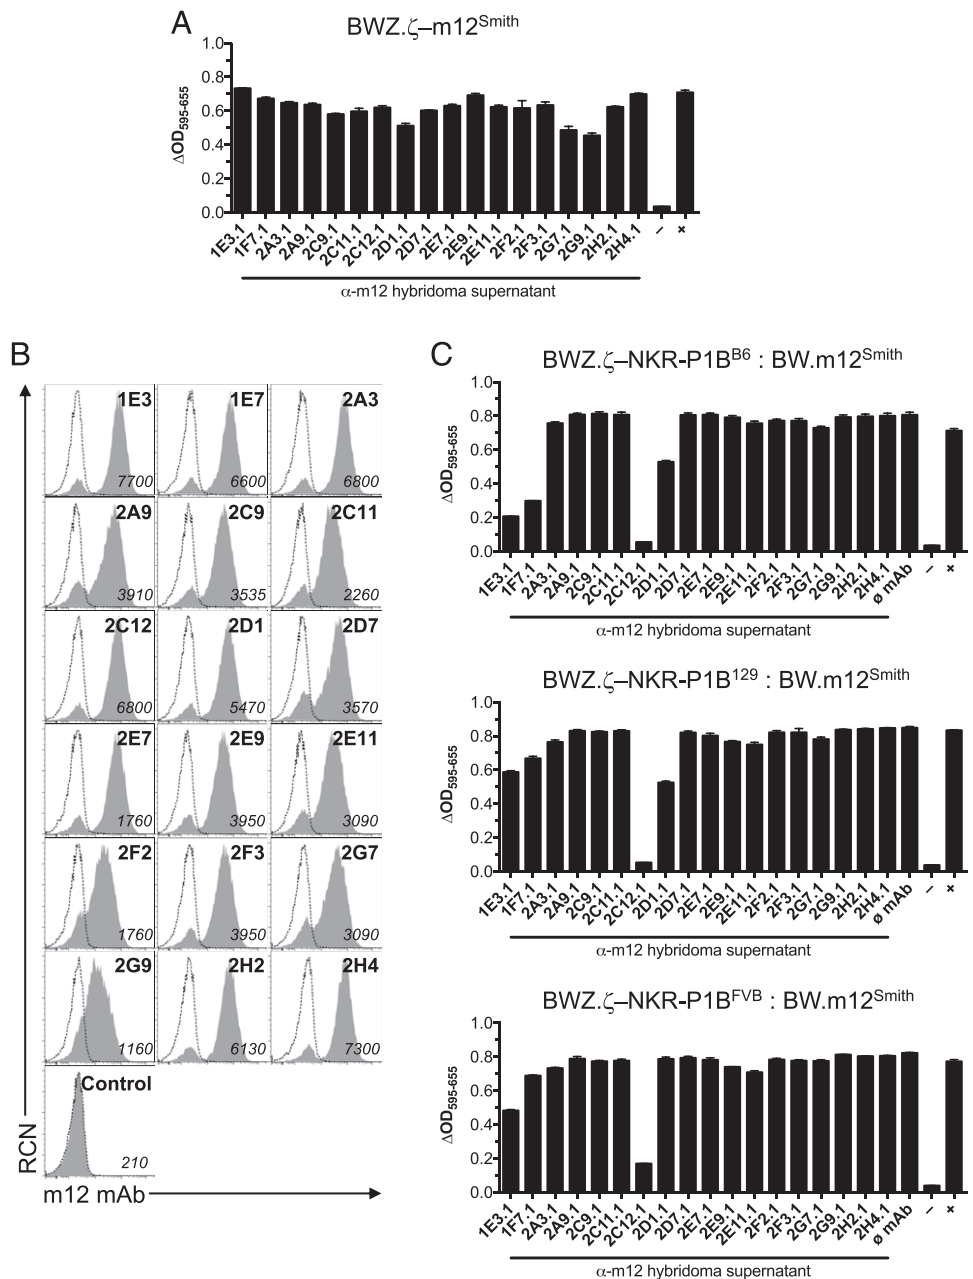 A
BWZ.ζ–m12Smith
ΔOD595-655
1.0
0.8
0.6
0.4
0.2
0.0
1E3.1
1F7.1
2A3.1
2A9.1
2C9.1
2C11.1
2C12.1
2D1.1
2D7.1
2E7.1
2E9.1
2E11.1
2F2.1
2F3.1
2G7.1
2G9.1
2H2.1
2H4.1
–
+
α-m12 hybridoma supernatant
B
1E3
7700
1E7
6600
2A3
6800
2A9
3910
2C9
3535
2C11
2260
2C12
6800
2D1
5470
2D7
3570
2E7
1760
2E9
3950
2E11
3090
2F2
1760
2F3
3950
2G7
3090
2G9
1160
2H2
6130
2H4
7300
Control
210
RCN
m12 mAb
C
BWZ.ζ–NKR-P1BB6 : BW.m12Smith
ΔOD595-655
1.0
0.8
0.6
0.4
0.2
0.0
1E3.1
1F7.1
2A3.1
2A9.1
2C9.1
2C11.1
2C12.1
2D1.1
2D7.1
2E7.1
2E9.1
2E11.1
2F2.1
2F3.1
2G7.1
2G9.1
2H2.1
2H4.1
ø mAb
–
+
α-m12 hybridoma supernatant
BWZ.ζ–NKR-P1B129 : BW.m12Smith
ΔOD595-655
1.0
0.8
0.6
0.4
0.2
0.0
1E3.1
1F7.1
2A3.1
2A9.1
2C9.1
2C11.1
2C12.1
2D1.1
2D7.1
2E7.1
2E9.1
2E11.1
2F2.1
2F3.1
2G7.1
2G9.1
2H2.1
2H4.1
ø mAb
–
+
α-m12 hybridoma supernatant
BWZ.ζ–NKR-P1BFVB : BW.m12Smith
ΔOD595-655
1.0
0.8
0.6
0.4
0.2
0.0
1E3.1
1F7.1
2A3.1
2A9.1
2C9.1
2C11.1
2C12.1
2D1.1
2D7.1
2E7.1
2E9.1
2E11.1
2F2.1
2F3.1
2G7.1
2G9.1
2H2.1
2H4.1
ø mAb
–
+
α-m12 hybridoma supernatant